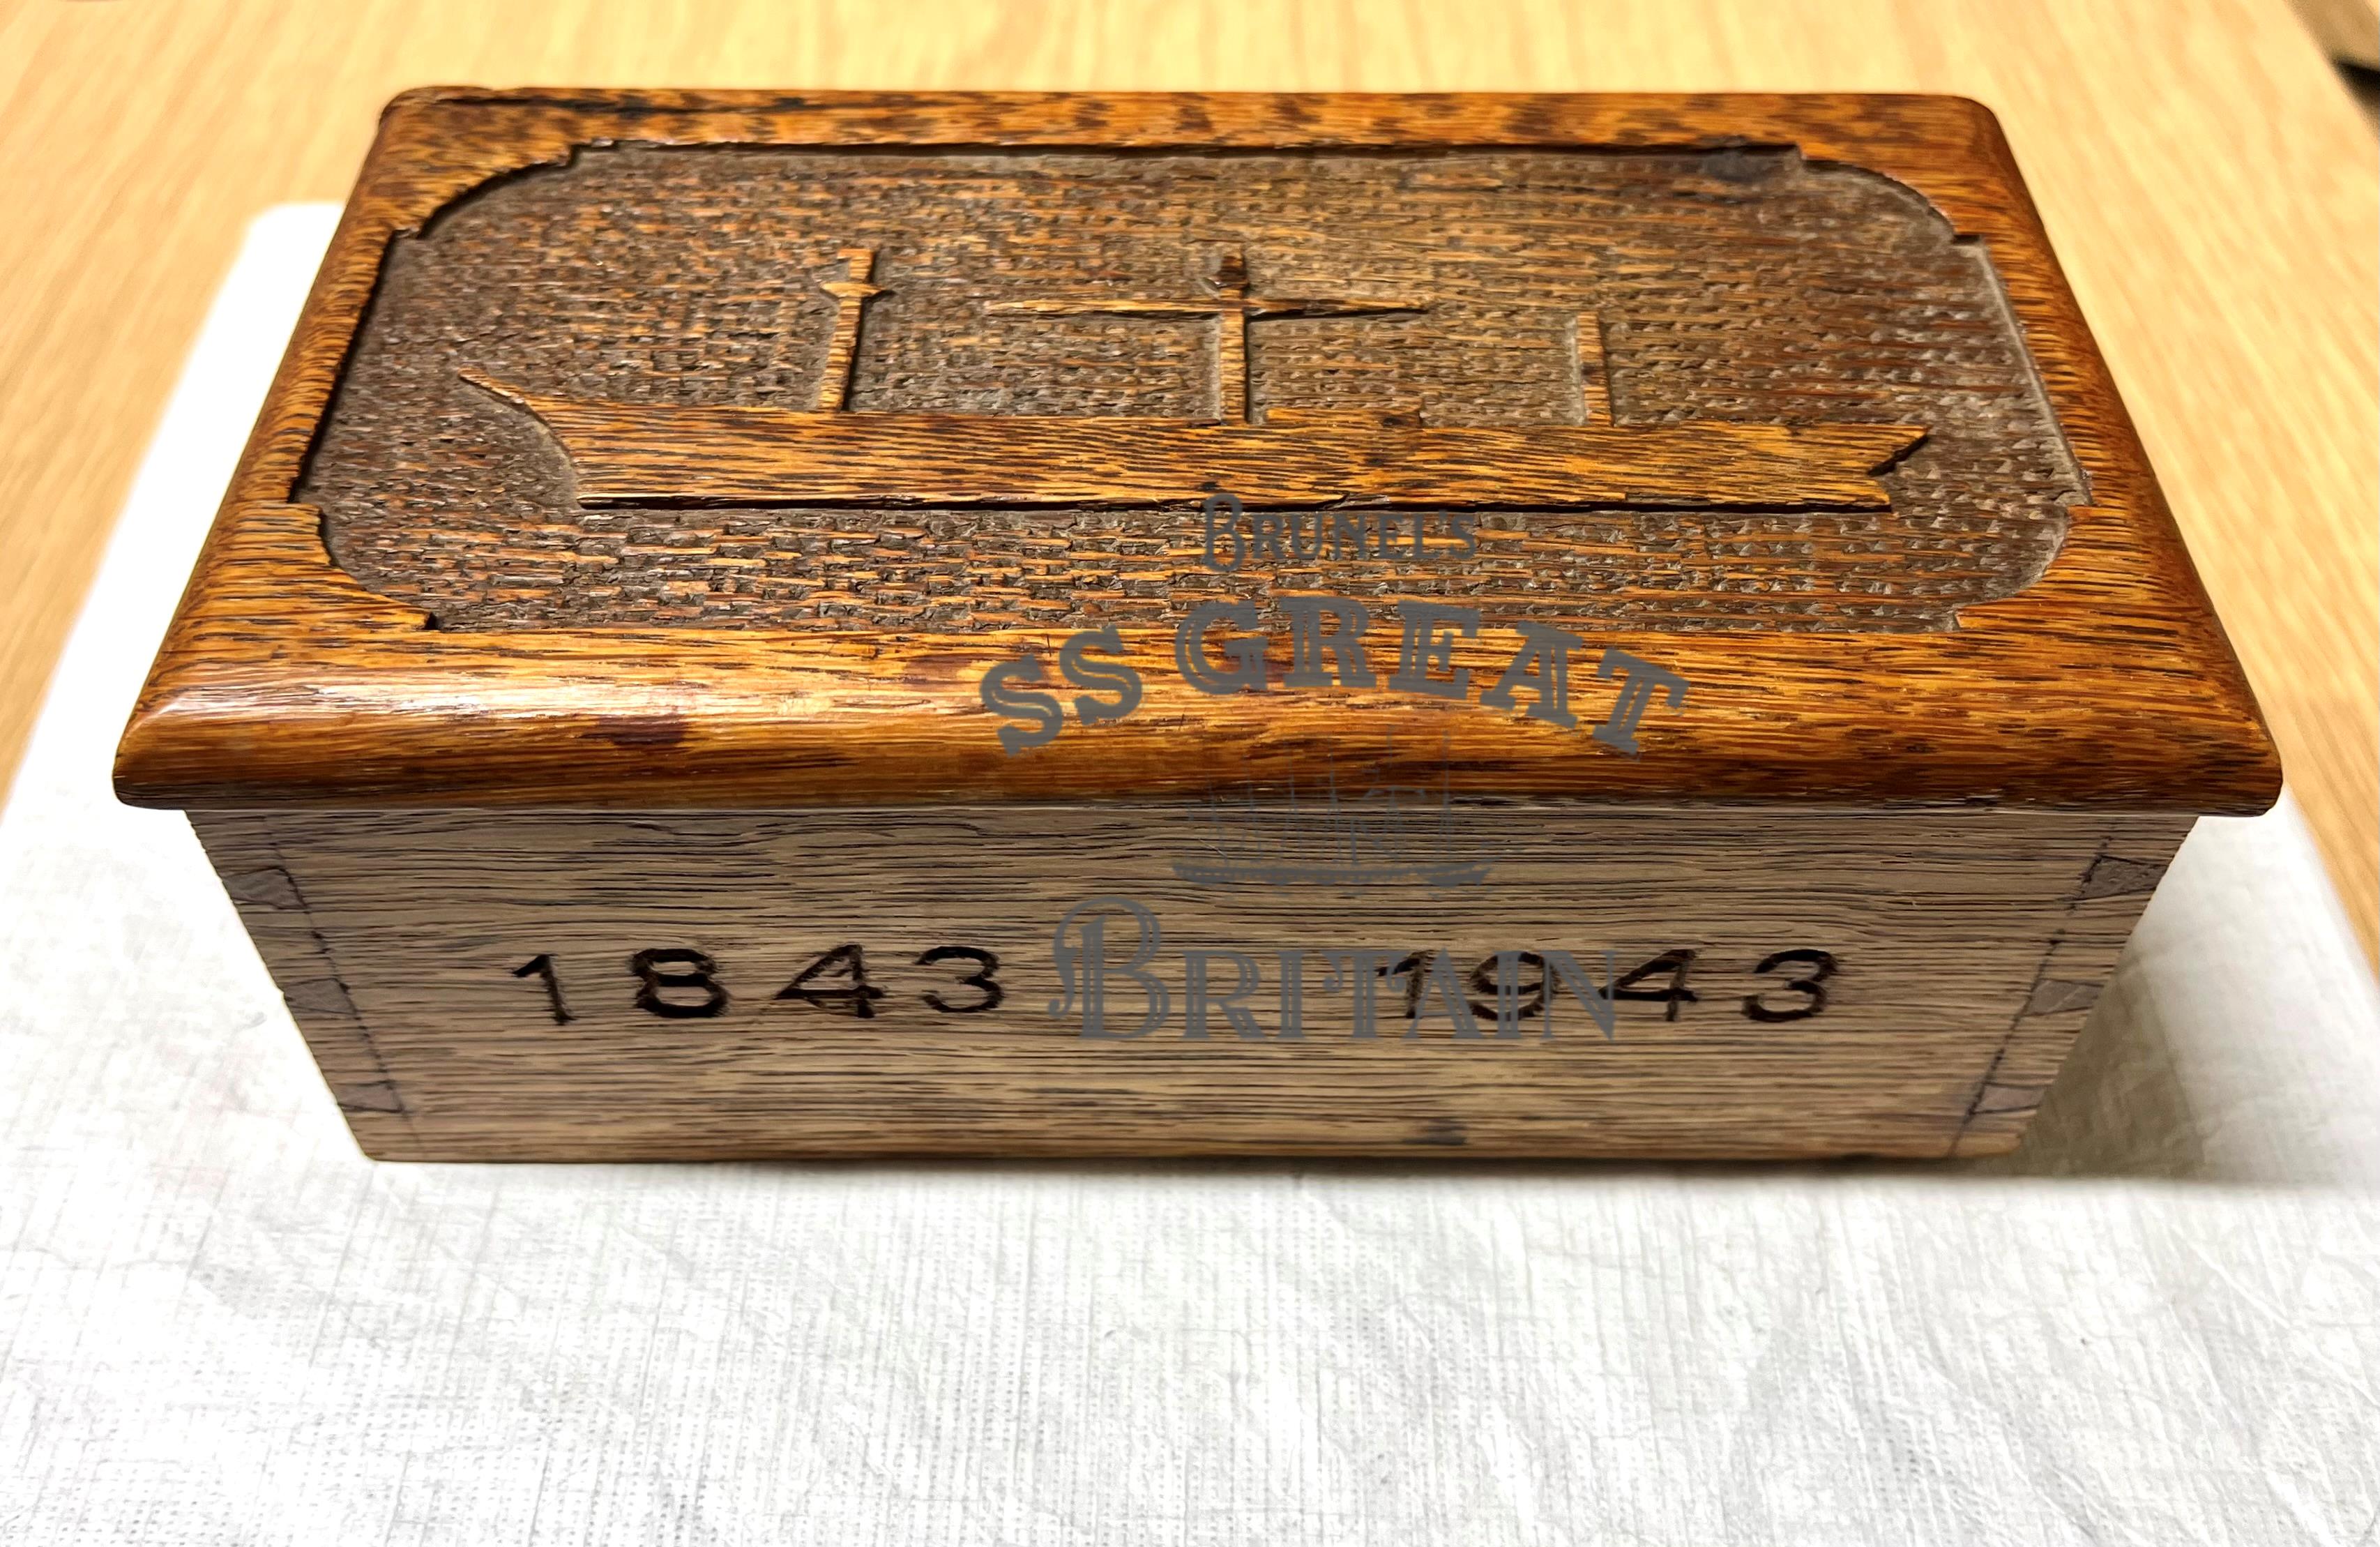 BRUNEL'S
SS GREAT
BRITAIN
1843 1943